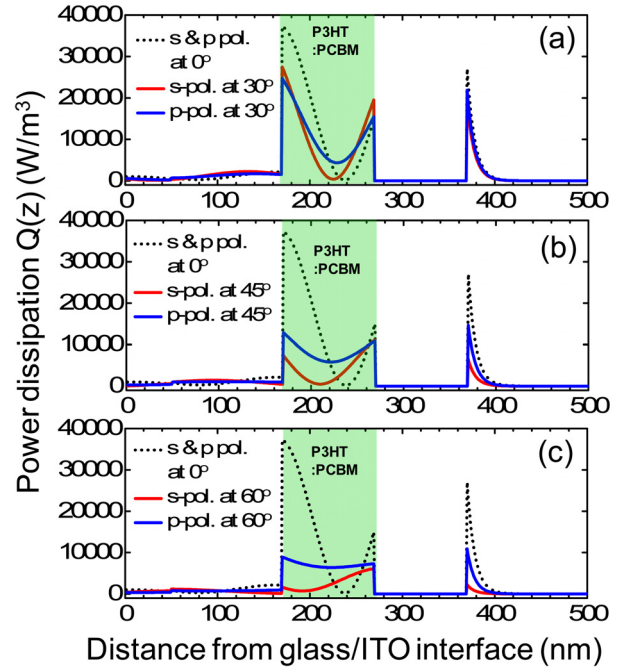 Power dissipation Q(z) (W/m³)
40000
30000
20000
10000
0
s & p pol.
at 0°
s-pol. at 30°
p-pol. at 30°
P3HT
:PCBM
(a)
0 100 200 300 400 500
40000
30000
20000
10000
0
s & p pol.
at 0°
s-pol. at 45°
p-pol. at 45°
P3HT
:PCBM
(b)
0 100 200 300 400 500
40000
30000
20000
10000
0
s & p pol.
at 0°
s-pol. at 60°
p-pol. at 60°
P3HT
:PCBM
(c)
0 100 200 300 400 500
Distance from glass/ITO interface (nm)